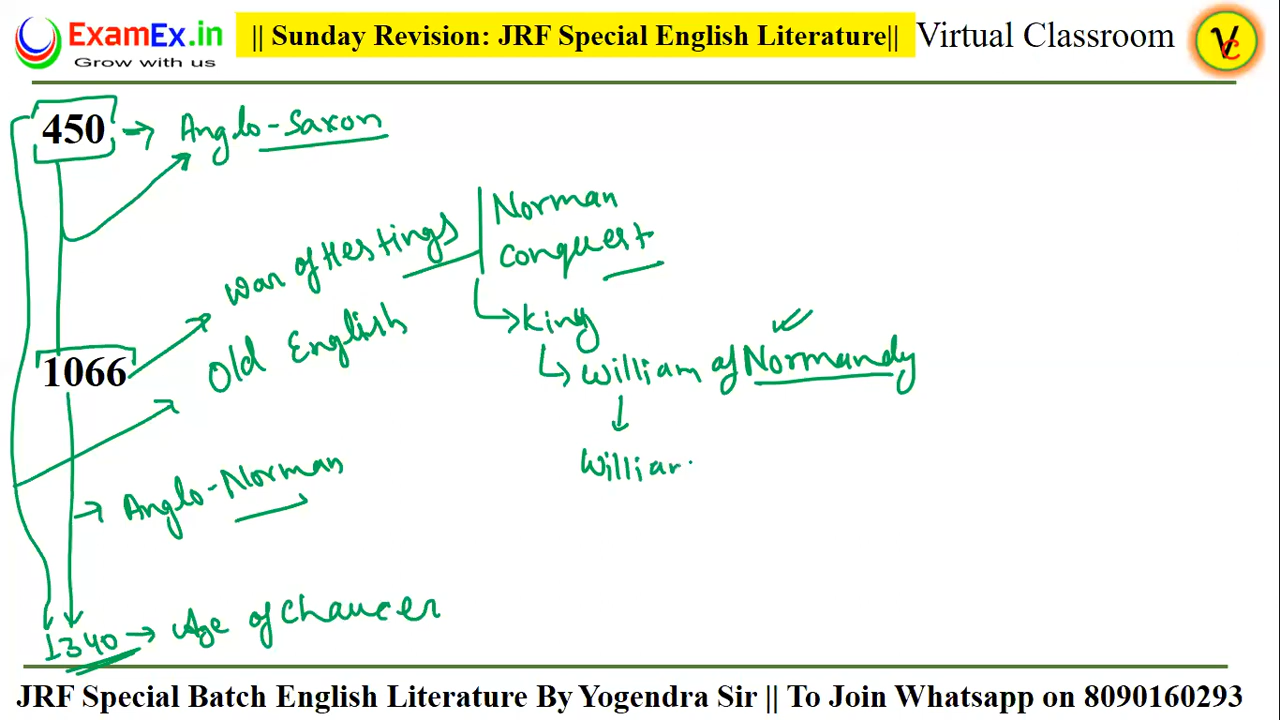 ExamEx.in
Grow with us
|| Sunday Revision: JRF Special English Literature||
Virtual Classroom
VC
450 → Anglo-Saxon
Norman
Conquest
War of Hestings
King
1066
Old English
William of Normandy
Williar
Anglo-Norman
1340 → Age of Chaucer
JRF Special Batch English Literature By Yogendra Sir || To Join Whatsapp on 8090160293